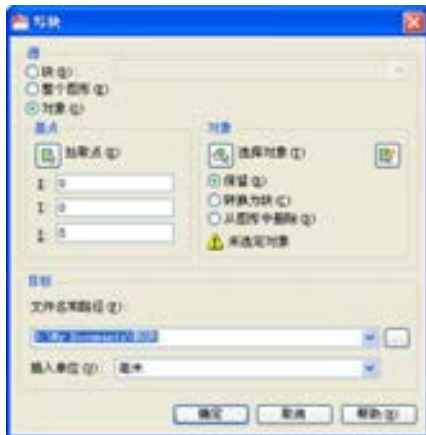 写块
源
块(B):
整个图形(E)
对象(O)
基点
拾取点(K)
X: 0
Y: 0
Z: 0
对象
选择对象(T)
保留(R)
转换为块(C)
从图形中删除(D)
未选定对象
目标
文件名和路径(F):
插入单位(U): 毫米
确定 取消 帮助(H)